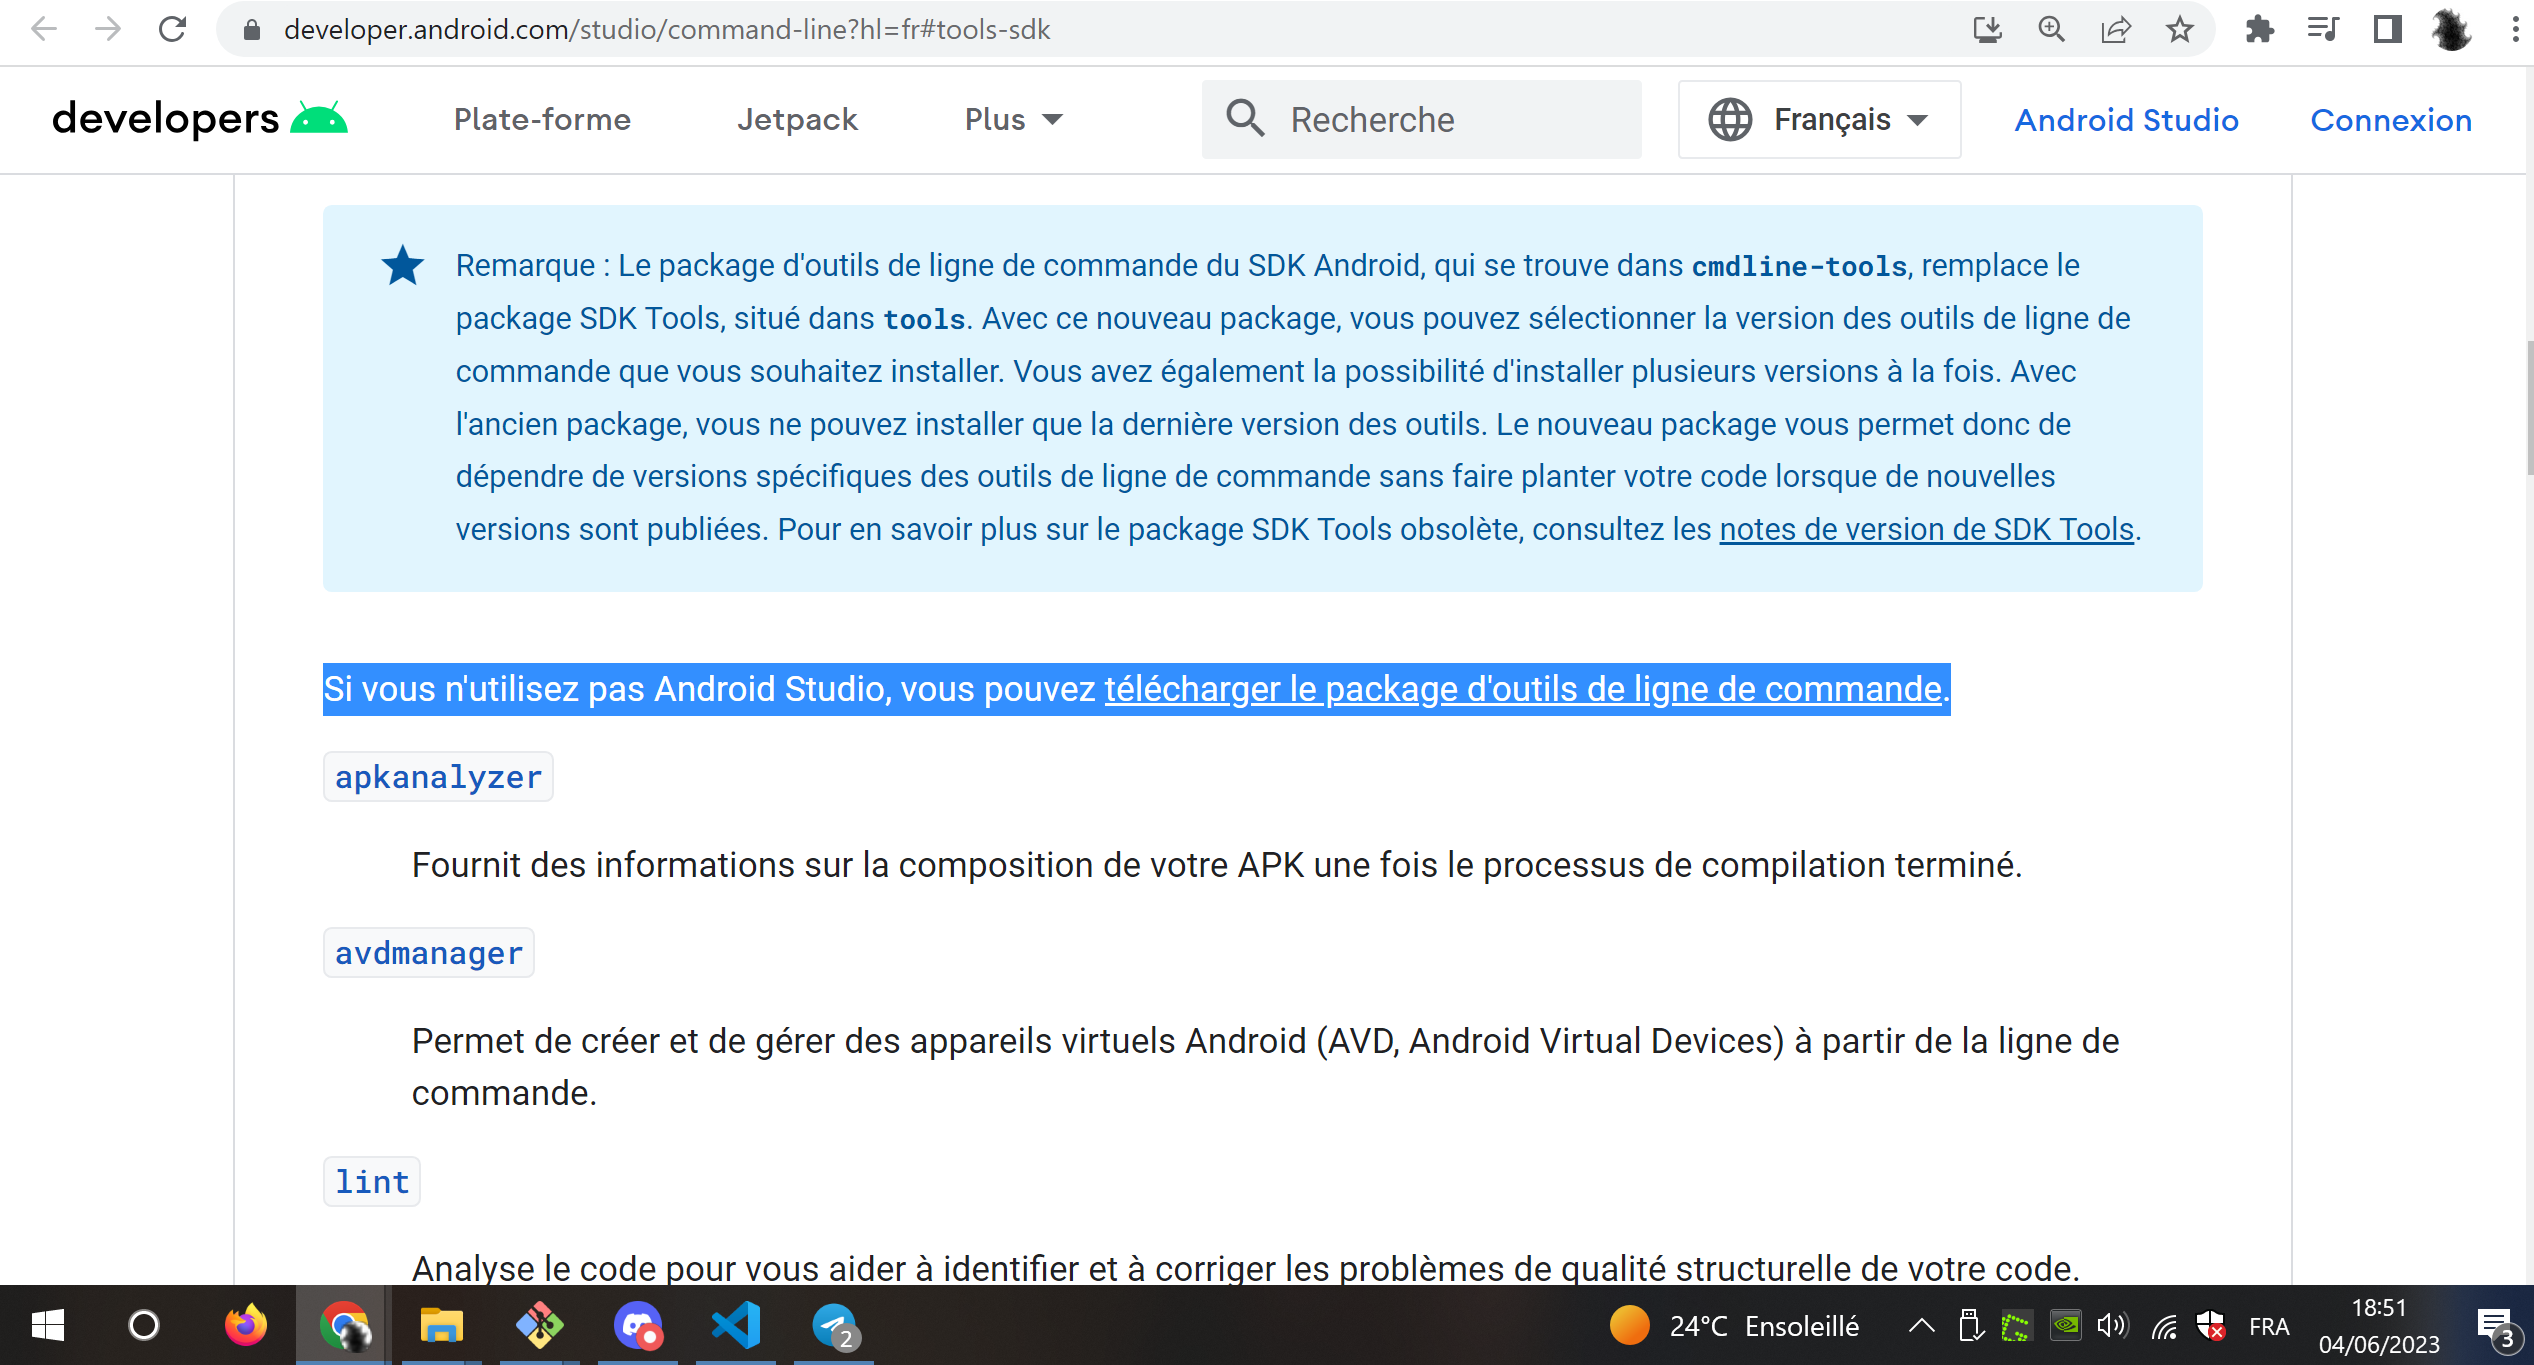 developer.android.com/studio/command-line?hl=fr#tools-sdk
developers
Plate-forme
Jetpack
Plus
Recherche
Français
Android Studio
Connexion
Remarque : Le package d'outils de ligne de commande du SDK Android, qui se trouve dans cmdline-tools, remplace le
package SDK Tools, situé dans tools. Avec ce nouveau package, vous pouvez sélectionner la version des outils de ligne de
commande que vous souhaitez installer. Vous avez également la possibilité d'installer plusieurs versions à la fois. Avec
l'ancien package, vous ne pouvez installer que la dernière version des outils. Le nouveau package vous permet donc de
dépendre de versions spécifiques des outils de ligne de commande sans faire planter votre code lorsque de nouvelles
versions sont publiées. Pour en savoir plus sur le package SDK Tools obsolète, consultez les notes de version de SDK Tools.
Si vous n'utilisez pas Android Studio, vous pouvez télécharger le package d'outils de ligne de commande.
apkanalyzer
Fournit des informations sur la composition de votre APK une fois le processus de compilation terminé.
avdmanager
Permet de créer et de gérer des appareils virtuels Android (AVD, Android Virtual Devices) à partir de la ligne de
commande.
lint
Analyse le code pour vous aider à identifier et à corriger les problèmes de qualité structurelle de votre code.
2
24°C Ensoleillé
FRA
18:51
04/06/2023
3